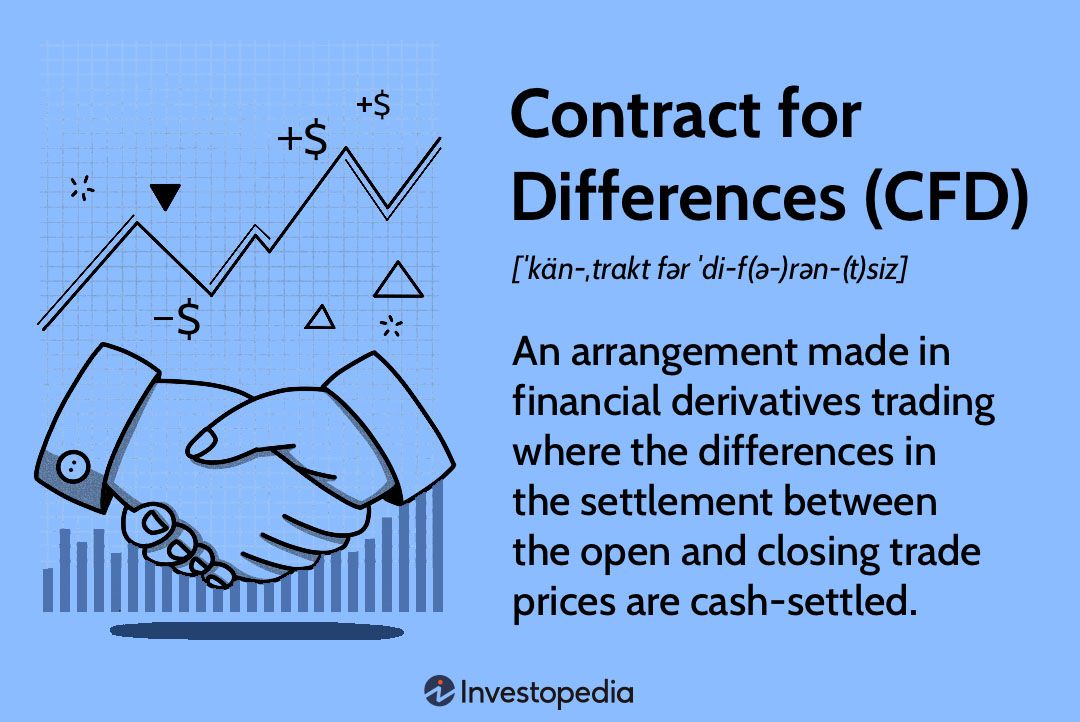 +$
+$
-$
Contract for
Differences (CFD)
[ˈkän-ˌtrakt fər ˈdi-f(ə-)rən-(t)siz]
An arrangement made in
financial derivatives trading
where the differences in
the settlement between
the open and closing trade
prices are cash-settled.
Investopedia